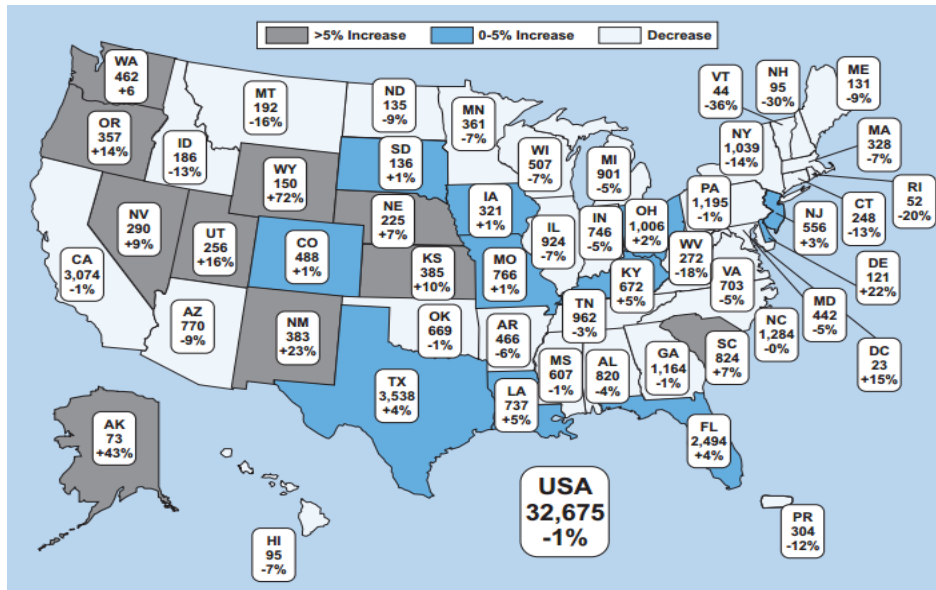 >5% Increase
0-5% Increase
Decrease
WA
462
+6
OR
357
+14%
ID
186
-13%
MT
192
-16%
ND
135
-9%
MN
361
-7%
SD
136
+1%
WY
150
+72%
NE
225
+7%
NV
290
+9%
UT
256
+16%
CO
488
+1%
KS
385
+10%
CA
3,074
-1%
AZ
770
-9%
NM
383
+23%
OK
669
-1%
TX
3,538
+4%
IA
321
+1%
MO
766
+1%
AR
466
-6%
LA
737
+5%
WI
507
-7%
IL
924
-7%
MI
901
-5%
IN
746
-5%
OH
1,006
+2%
KY
672
+5%
TN
962
-3%
MS
607
-1%
AL
820
-4%
GA
1,164
-1%
FL
2,494
+4%
SC
824
+7%
NC
1,284
-0%
VA
703
-5%
WV
272
-18%
PA
1,195
-1%
NY
1,039
-14%
VT
44
-36%
NH
95
-30%
ME
131
-9%
MA
328
-7%
RI
52
-20%
CT
248
-13%
NJ
556
+3%
DE
121
+22%
MD
442
-5%
DC
23
+15%
AK
73
+43%
HI
95
-7%
USA
32,675
-1%
PR
304
-12%